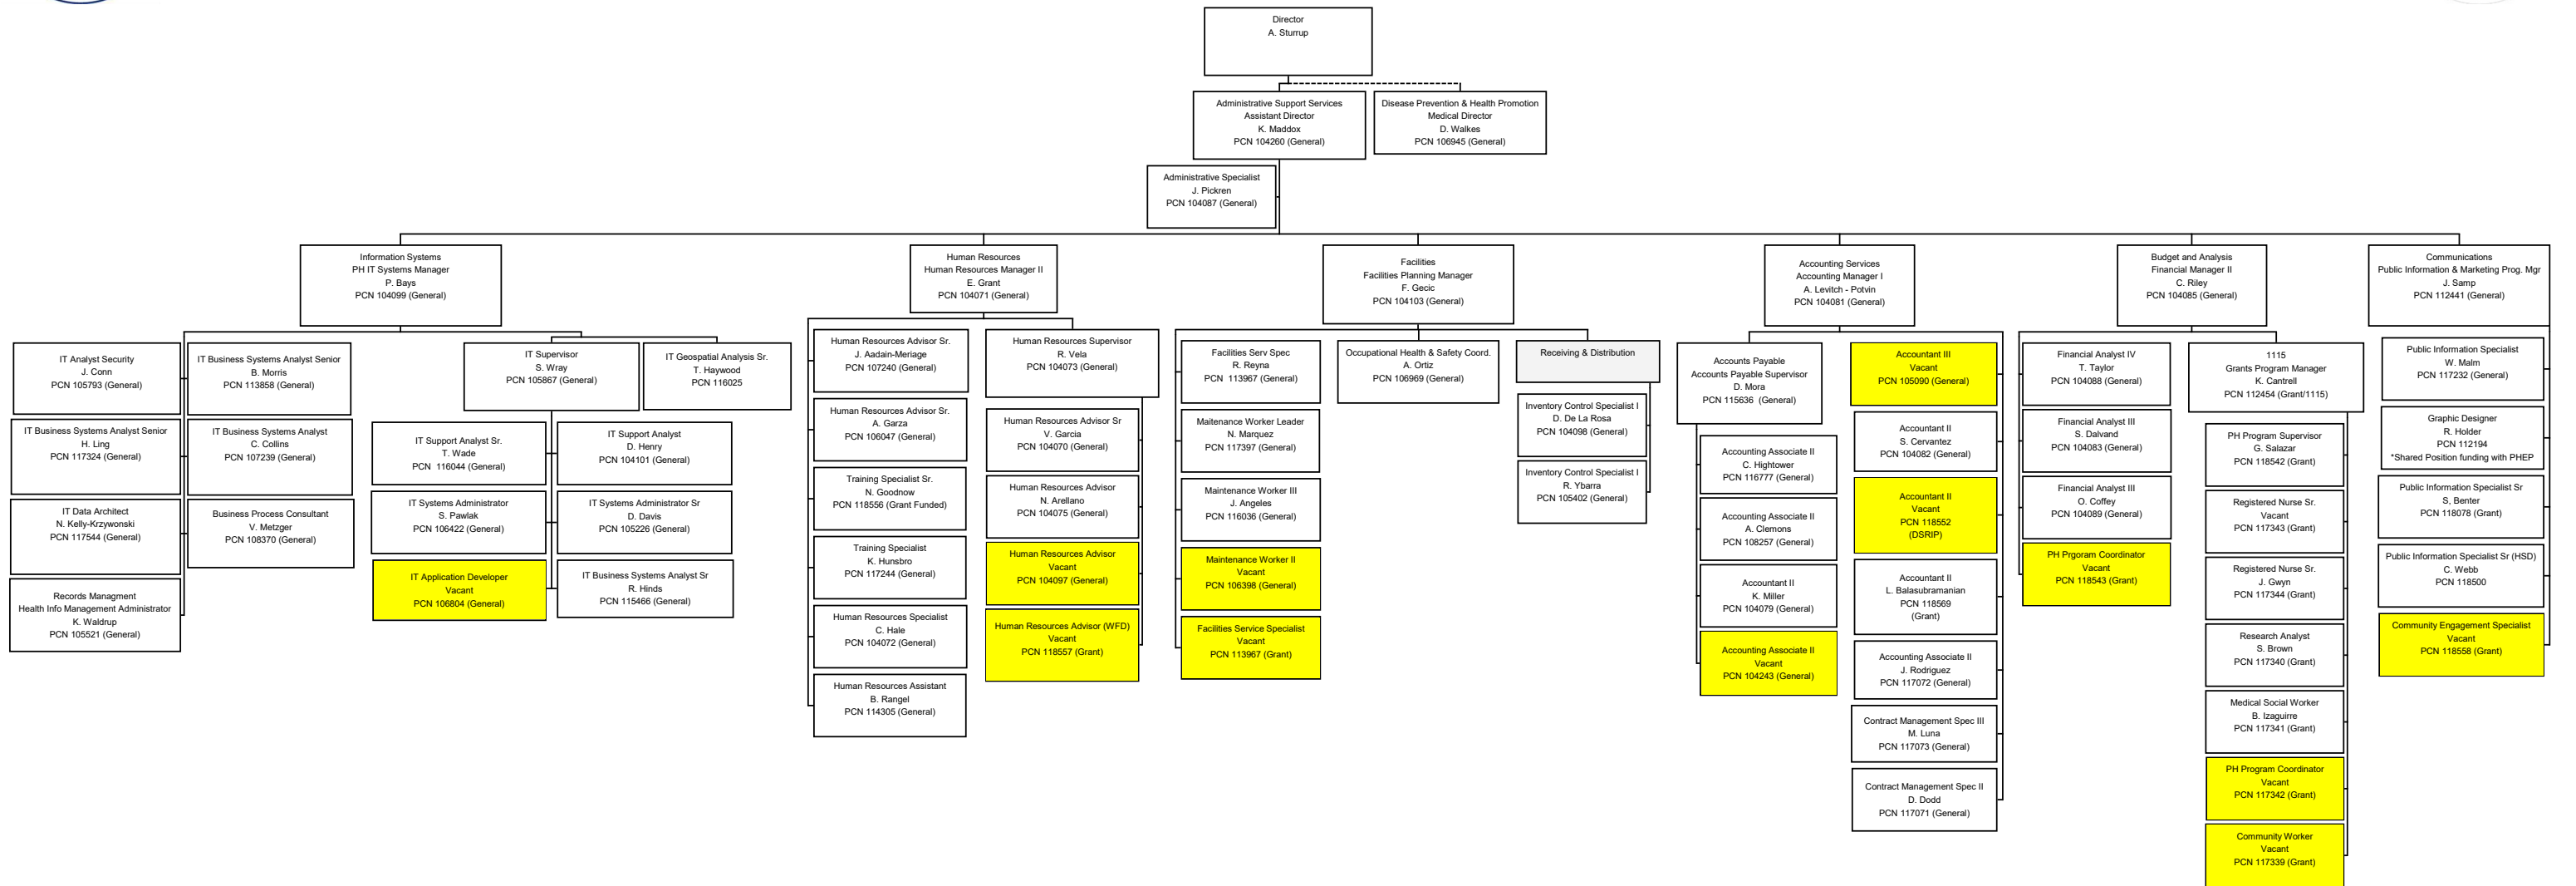 Director
A. Sturrup
Administrative Support Services
Assistant Director
K. Maddox
PCN 104260 (General)
Disease Prevention & Health Promotion
Medical Director
D. Walkes
PCN 106945 (General)
Administrative Specialist
J. Pickren
PCN 104087 (General)
Information Systems
PH IT Systems Manager
P. Bays
PCN 104099 (General)
Human Resources
Human Resources Manager II
E. Grant
PCN 104071 (General)
Facilities
Facilities Planning Manager
F. Gecic
PCN 104103 (General)
Accounting Services
Accounting Manager I
A. Levitch - Potvin
PCN 104081 (General)
Budget and Analysis
Financial Manager II
C. Riley
PCN 104085 (General)
Communications
Public Information & Marketing Prog. Mgr
J. Samp
PCN 112441 (General)
IT Analyst Security
J. Conn
PCN 105793 (General)
IT Business Systems Analyst Senior
H. Ling
PCN 117324 (General)
IT Data Architect
N. Kelly-Krzywonski
PCN 117544 (General)
Records Managment
Health Info Management Administrator
K. Waldrup
PCN 105521 (General)
IT Business Systems Analyst Senior
B. Morris
PCN 113858 (General)
IT Business Systems Analyst
C. Collins
PCN 107239 (General)
Business Process Consultant
V. Metzger
PCN 108370 (General)
IT Supervisor
S. Wray
PCN 105867 (General)
IT Geospatial Analysis Sr.
T. Haywood
PCN 116025
IT Support Analyst Sr.
T. Wade
PCN  116044 (General)
IT Systems Administrator
S. Pawlak
PCN 106422 (General)
IT Application Developer
Vacant
PCN 106804 (General)
IT Support Analyst
D. Henry
PCN 104101 (General)
IT Systems Administrator Sr
D. Davis
PCN 105226 (General)
IT Business Systems Analyst Sr
R. Hinds
PCN 115466 (General)
Human Resources Advisor Sr.
J. Aadain-Meriage
PCN 107240 (General)
Human Resources Advisor Sr.
A. Garza
PCN 106047 (General)
Training Specialist Sr.
N. Goodnow
PCN 118556 (Grant Funded)
Training Specialist
K. Hunsbro
PCN 117244 (General)
Human Resources Specialist
C. Hale
PCN 104072 (General)
Human Resources Assistant
B. Rangel
PCN 114305 (General)
Human Resources Supervisor
R. Vela
PCN 104073 (General)
Human Resources Advisor Sr
V. Garcia
PCN 104070 (General)
Human Resources Advisor
N. Arellano
PCN 104075 (General)
Human Resources Advisor
Vacant
PCN 104097 (General)
Human Resources Advisor (WFD)
Vacant
PCN 118557 (Grant)
Facilities Serv Spec
R. Reyna
PCN  113967 (General)
Maitenance Worker Leader
N. Marquez
PCN 117397 (General)
Maintenance Worker III
J. Angeles
PCN 116036 (General)
Maintenance Worker II
Vacant
PCN 106398 (General)
Facilities Service Specialist
Vacant
PCN 113967 (Grant)
Occupational Health & Safety Coord.
A. Ortiz
PCN 106969 (General)
Receiving & Distribution
Inventory Control Specialist I
D. De La Rosa
PCN 104098 (General)
Inventory Control Specialist I
R. Ybarra
PCN 105402 (General)
Accounts Payable
Accounts Payable Supervisor
D. Mora
PCN 115636  (General)
Accounting Associate II
C. Hightower
PCN 116777 (General)
Accounting Associate II
A. Clemons
PCN 108257 (General)
Accountant II
K. Miller
PCN 104079 (General)
Accounting Associate II
Vacant
PCN 104243 (General)
Accountant III
Vacant
PCN 105090 (General)
Accountant II
S. Cervantez
PCN 104082 (General)
Accountant II
Vacant
PCN 118552
(DSRIP)
Accountant II
L. Balasubramanian
PCN 118569
(Grant)
Accounting Associate II
J. Rodriguez
PCN 117072 (General)
Contract Management Spec III
M. Luna
PCN 117073 (General)
Contract Management Spec II
D. Dodd
PCN 117071 (General)
Financial Analyst IV
T. Taylor
PCN 104088 (General)
Financial Analyst III
S. Dalvand
PCN 104083 (General)
Financial Analyst III
O. Coffey
PCN 104089 (General)
PH Prgoram Coordinator
Vacant
PCN 118543 (Grant)
1115
Grants Program Manager
K. Cantrell
PCN 112454 (Grant/1115)
PH Program Supervisor
G. Salazar
PCN 118542 (Grant)
Registered Nurse Sr.
Vacant
PCN 117343 (Grant)
Registered Nurse Sr.
J. Gwyn
PCN 117344 (Grant)
Research Analyst
S. Brown
PCN 117340 (Grant)
Medical Social Worker
B. Izaguirre
PCN 117341 (Grant)
PH Program Coordinator
Vacant
PCN 117342 (Grant)
Community Worker
Vacant
PCN 117339 (Grant)
Public Information Specialist
W. Malm
PCN 117232 (General)
Graphic Designer
R. Holder
PCN 112194
*Shared Position funding with PHEP
Public Information Specialist Sr
S, Benter
PCN 118078 (Grant)
Public Information Specialist Sr (HSD)
C. Webb
PCN 118500
Community Engagement Specialist
Vacant
PCN 118558 (Grant)